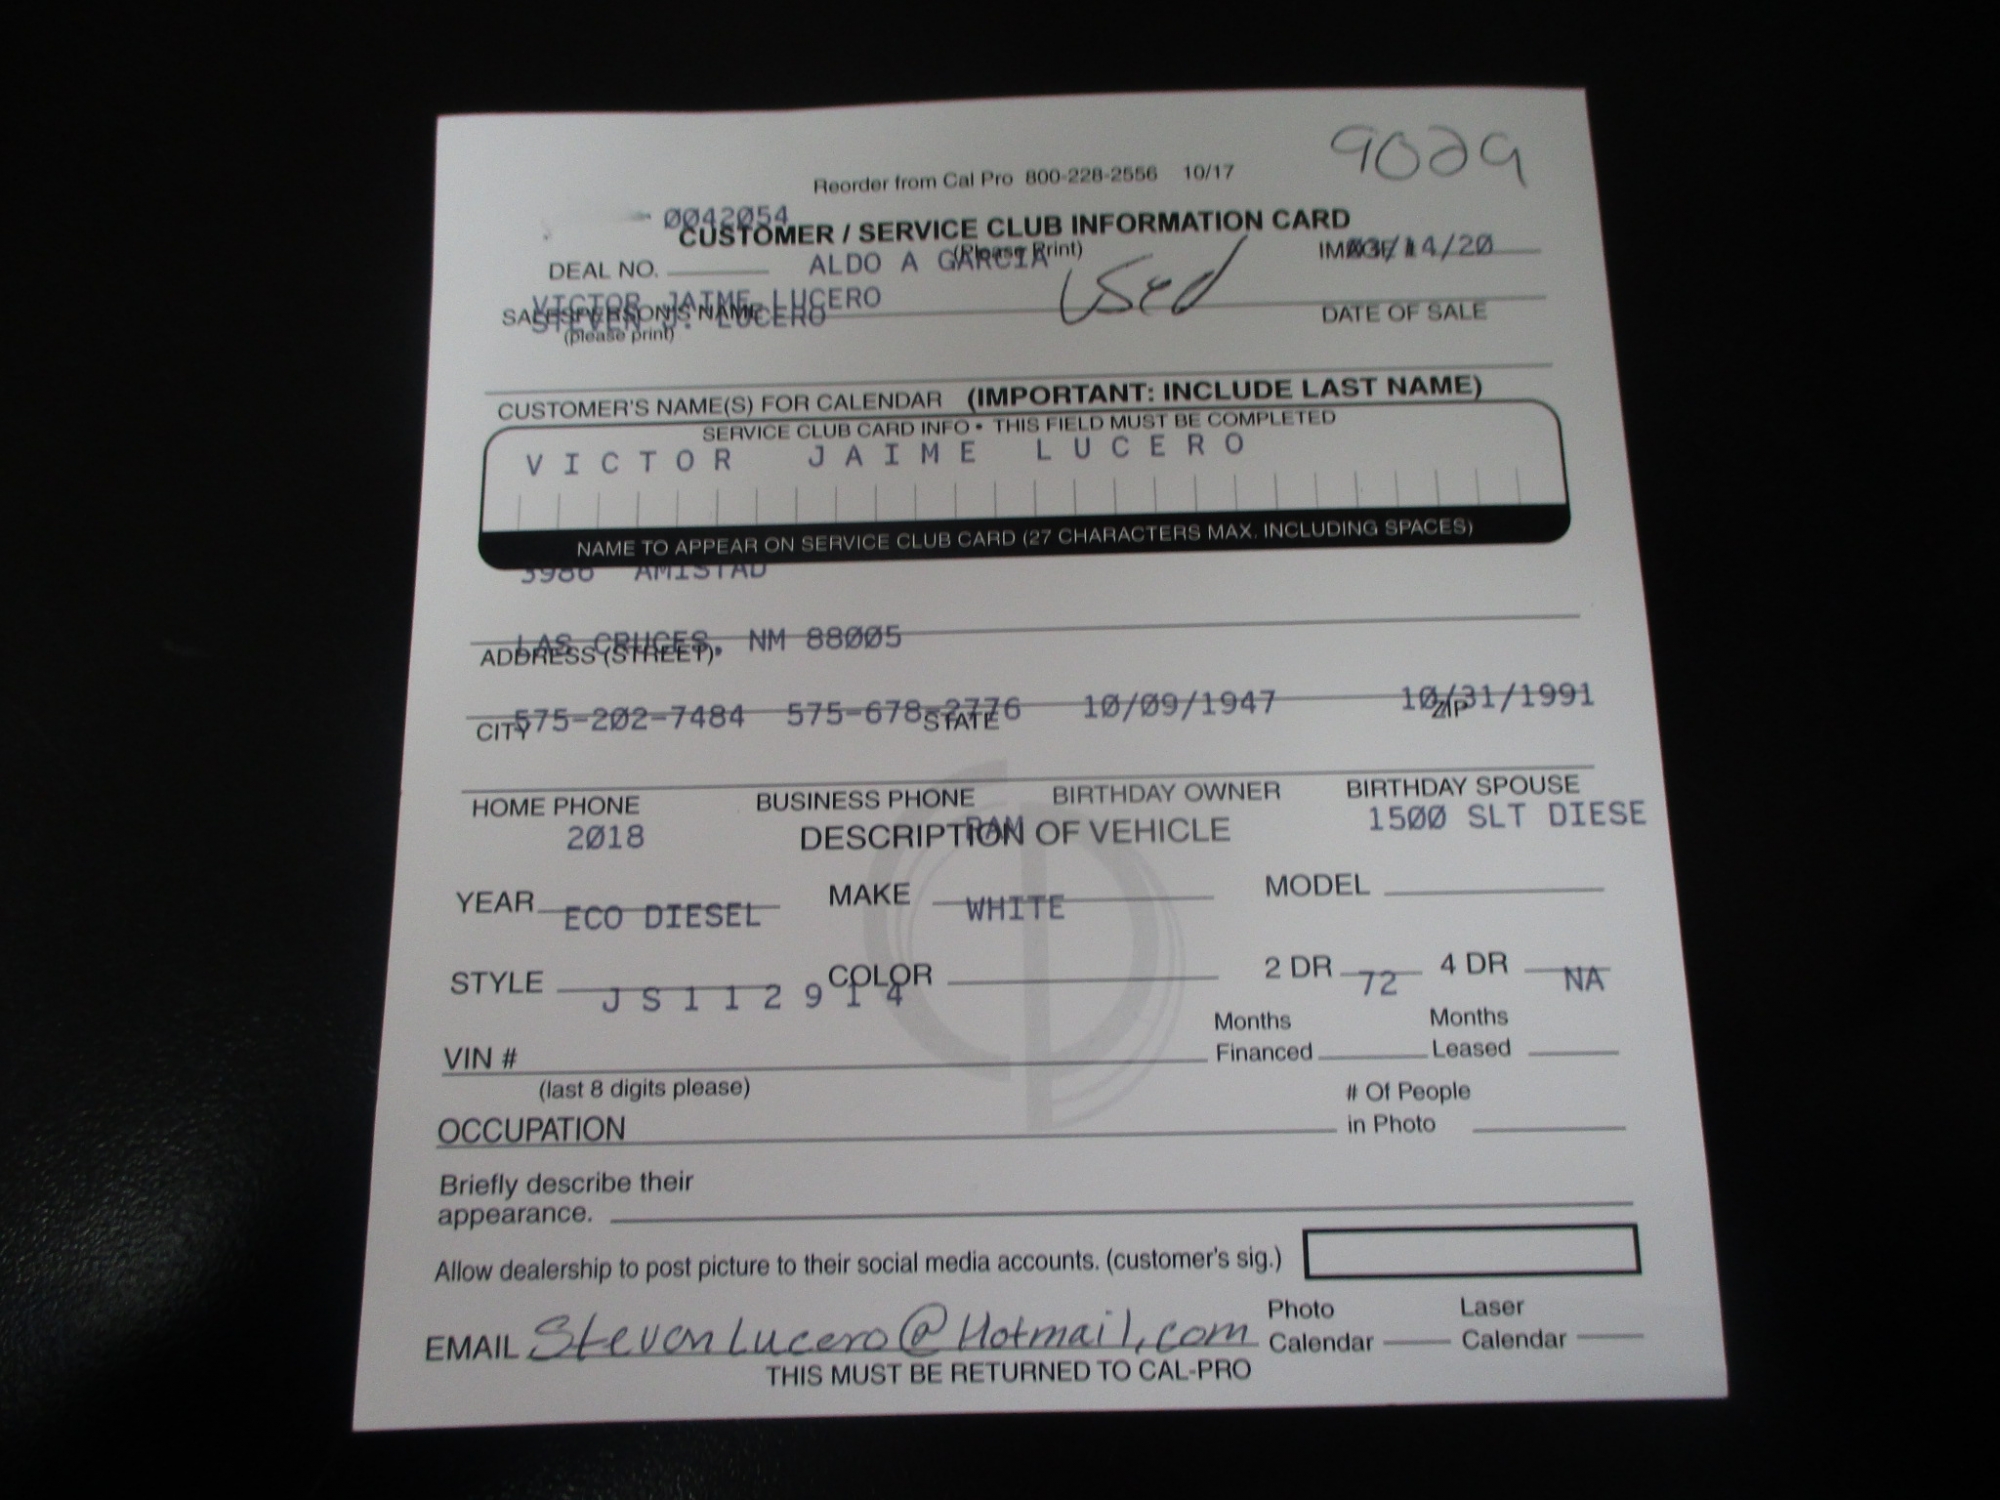 9029
Reorder from Cal Pro 800-228-2556 10/17
0042054
CUSTOMER / SERVICE CLUB INFORMATION CARD
(Please Print)
DEAL NO. ALDO A GARCIA IMAGE # /14/20
VICTOR JAIME LUCERO Used
SALESPERSON'S NAME DATE OF SALE
STEVEN J. LUCERO
(please print)
CUSTOMER'S NAME(S) FOR CALENDAR (IMPORTANT: INCLUDE LAST NAME)
SERVICE CLUB CARD INFO • THIS FIELD MUST BE COMPLETED
VICTOR JAIME LUCERO
NAME TO APPEAR ON SERVICE CLUB CARD (27 CHARACTERS MAX. INCLUDING SPACES)
3986 AMISTAD
LAS CRUCES, NM 88005
ADDRESS (STREET)
575-202-7484 575-678-2776 10/09/1947 10/31/1991
CITY STATE ZIP
HOME PHONE BUSINESS PHONE BIRTHDAY OWNER BIRTHDAY SPOUSE
2018 RAM 1500 SLT DIESE
DESCRIPTION OF VEHICLE
YEAR MAKE MODEL
ECO DIESEL WHITE
STYLE COLOR 2 DR 4 DR
JS112914 72 NA
Months Months
VIN # Financed Leased
(last 8 digits please) # Of People
OCCUPATION in Photo
Briefly describe their
appearance.
Allow dealership to post picture to their social media accounts. (customer's sig.)
Photo Laser
EMAIL StevenLucero@Hotmail.com Calendar Calendar
THIS MUST BE RETURNED TO CAL-PRO